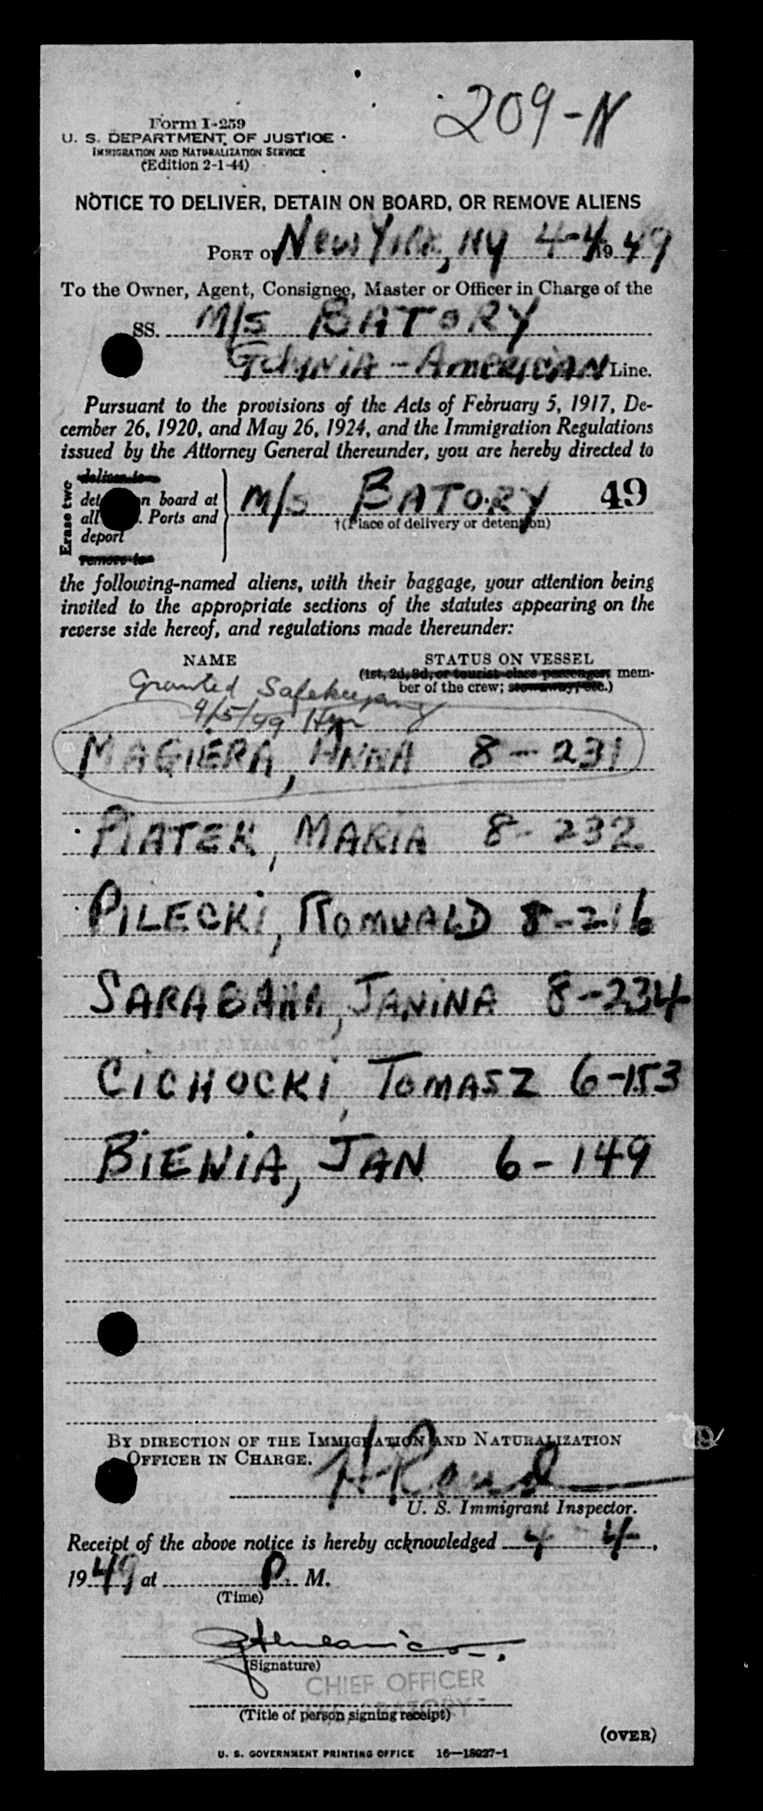 209-N
Form I-259
U. S. DEPARTMENT OF JUSTICE
IMMIGRATION AND NATURALIZATION SERVICE
(Edition 2-1-44)
NOTICE TO DELIVER, DETAIN ON BOARD, OR REMOVE ALIENS
PORT OF New York, NY 4-4 1949
To the Owner, Agent, Consignee, Master or Officer in Charge of the
SS. M/S BATORY
GDYNIA-AMERICAN Line.
Pursuant to the provisions of the Acts of February 5, 1917, De-
cember 26, 1920, and May 26, 1924, and the Immigration Regulations
issued by the Attorney General thereunder, you are hereby directed to
Erase two
deliver to
on board at
all Ports and
deport
remove to
M/S BATORY 49
†(Place of delivery or detention)
the following-named aliens, with their baggage, your attention being
invited to the appropriate sections of the statutes appearing on the
reverse side hereof, and regulations made thereunder:
NAME STATUS ON VESSEL
(1st, 2d, 3d, or tourist class passenger; mem-
ber of the crew; stowaway, etc.)
Granted Safekeeping
4/5/49
MAGIERA, ANNA 8-231
PIATEK, MARIA 8-232
PILECKI, ROMUALD 8-216
JANINA 8-234
CICHOCKI, TOMASZ 6-153
BIENIA, JAN 6-149
BY DIRECTION OF THE IMMIGRATION AND NATURALIZATION
OFFICER IN CHARGE.
U. S. Immigrant Inspector.
Receipt of the above notice is hereby acknowledged 4-4,
1949 at P. M.
(Time)
(Signature)
CHIEF OFFICER
BATORY
(Title of person signing receipt)
(OVER)
U. S. GOVERNMENT PRINTING OFFICE 16—18027-1